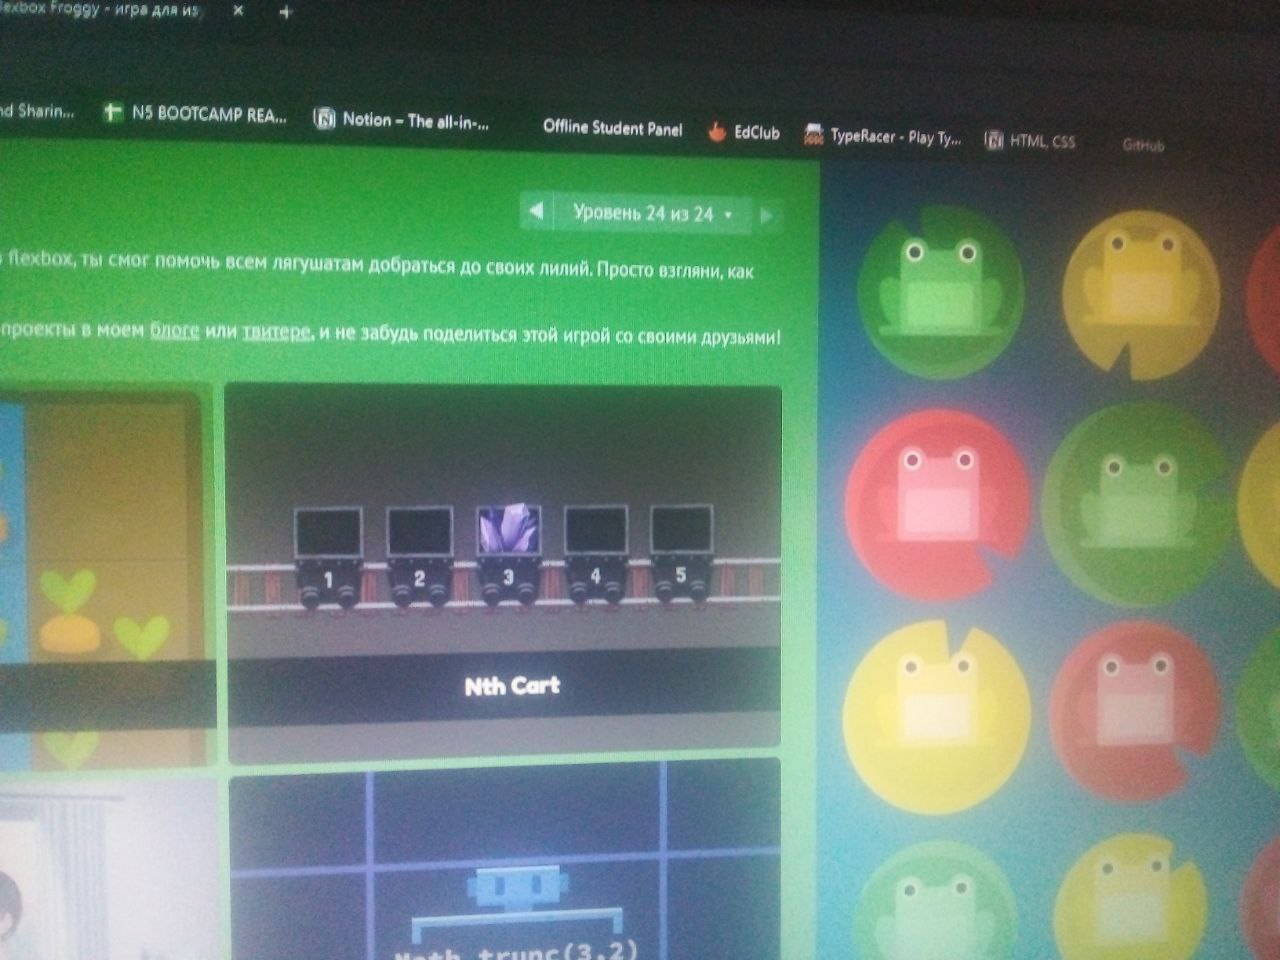 Froggy - игра для из
nd Sharin...
N5 BOOTCAMP REA...
Notion – The all-in-...
Offline Student Panel
EdClub
TypeRacer - Play Ty...
HTML, CSS
GitHub
Уровень 24 из 24
flexbox, ты смог помочь всем лягушатам добраться до своих лилий. Просто взгляни, как
проекты в моем блоге или твитере, и не забудь поделиться этой игрой со своими друзьями!
1 2 3 4 5
Nth Cart
Math.trunc(3,2)